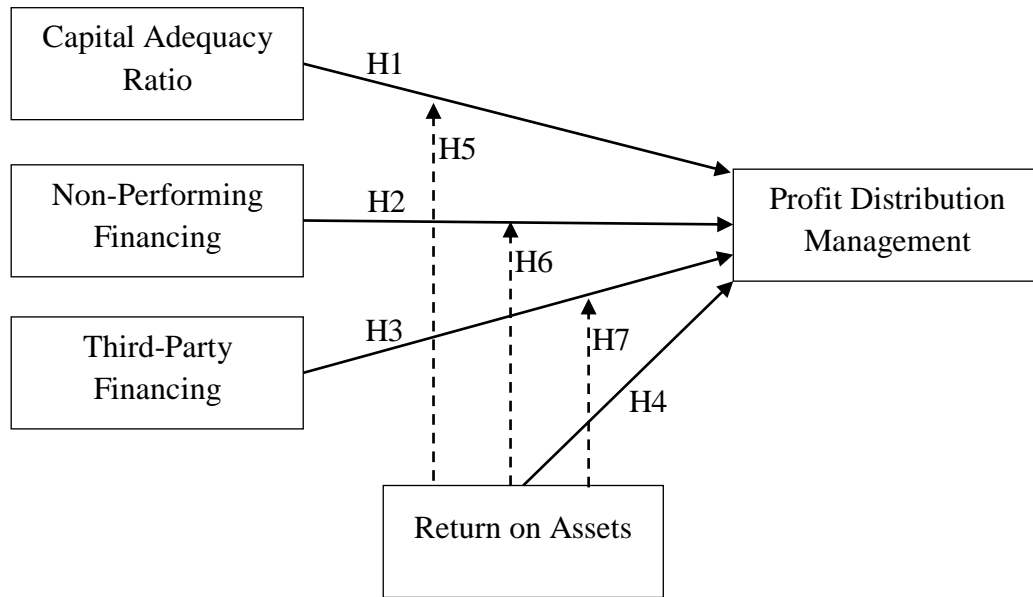 Capital Adequacy
Ratio
H1
H5
Non-Performing
Financing
H2
Profit Distribution
Management
H6
Third-Party
Financing
H3
H7
H4
Return on Assets